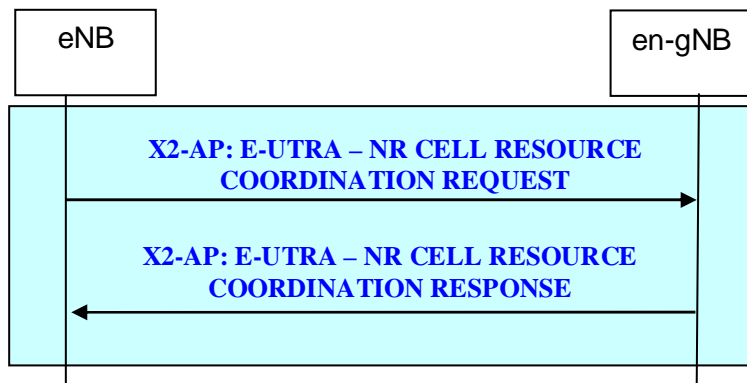 eNB
en-gNB
X2-AP: E-UTRA – NR CELL RESOURCE
COORDINATION REQUEST
X2-AP: E-UTRA – NR CELL RESOURCE
COORDINATION RESPONSE